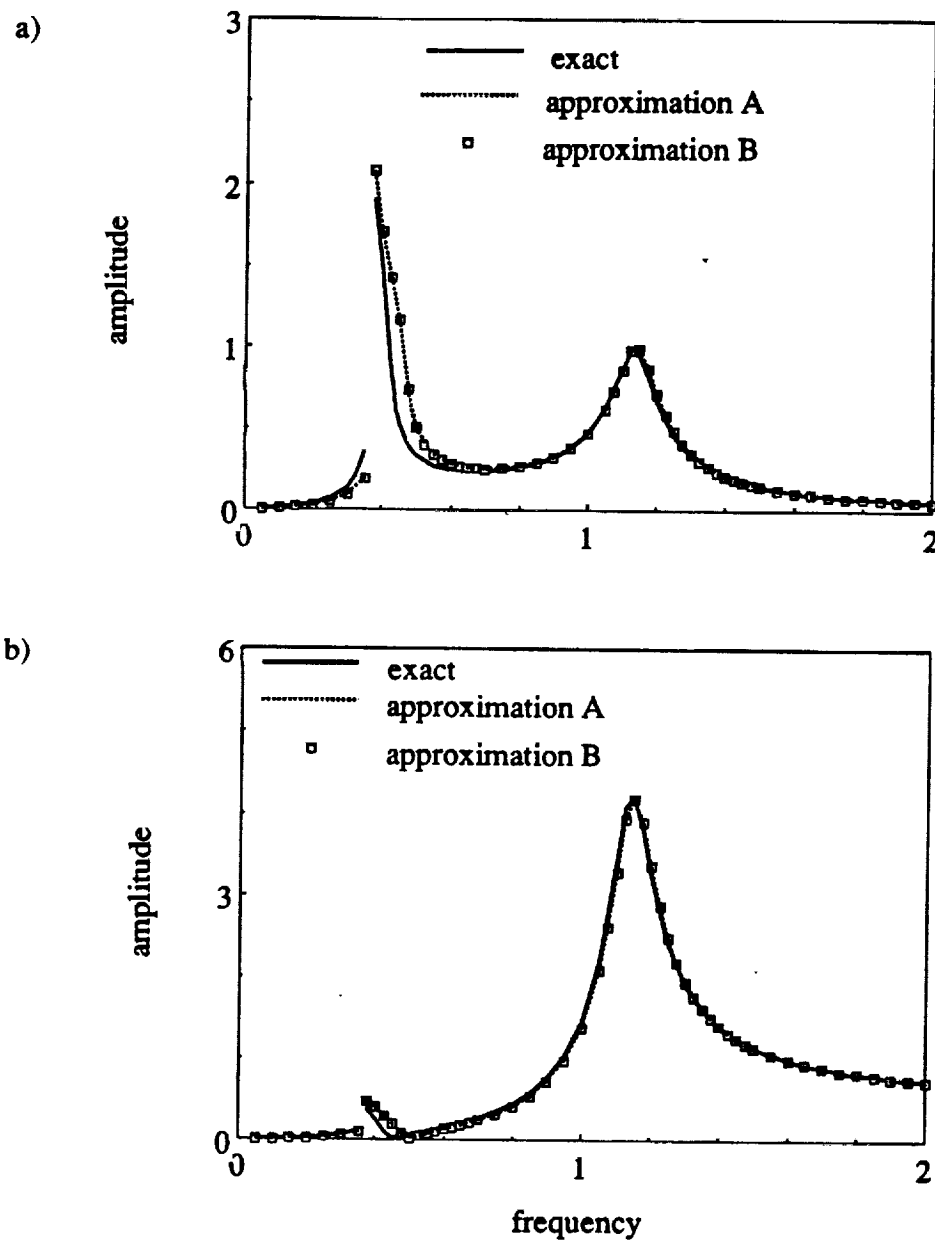 a)
3
exact
approximation A
approximation B
2
amplitude
1
0
0
1
2
b)
6
exact
approximation A
approximation B
amplitude
3
0
0
1
2
frequency